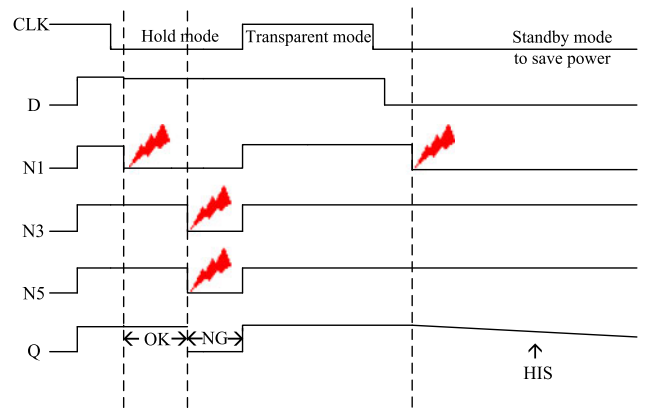 CLK
Hold mode
Transparent mode
Standby mode
to save power
D
N1
N3
N5
Q
OK
NG
HIS